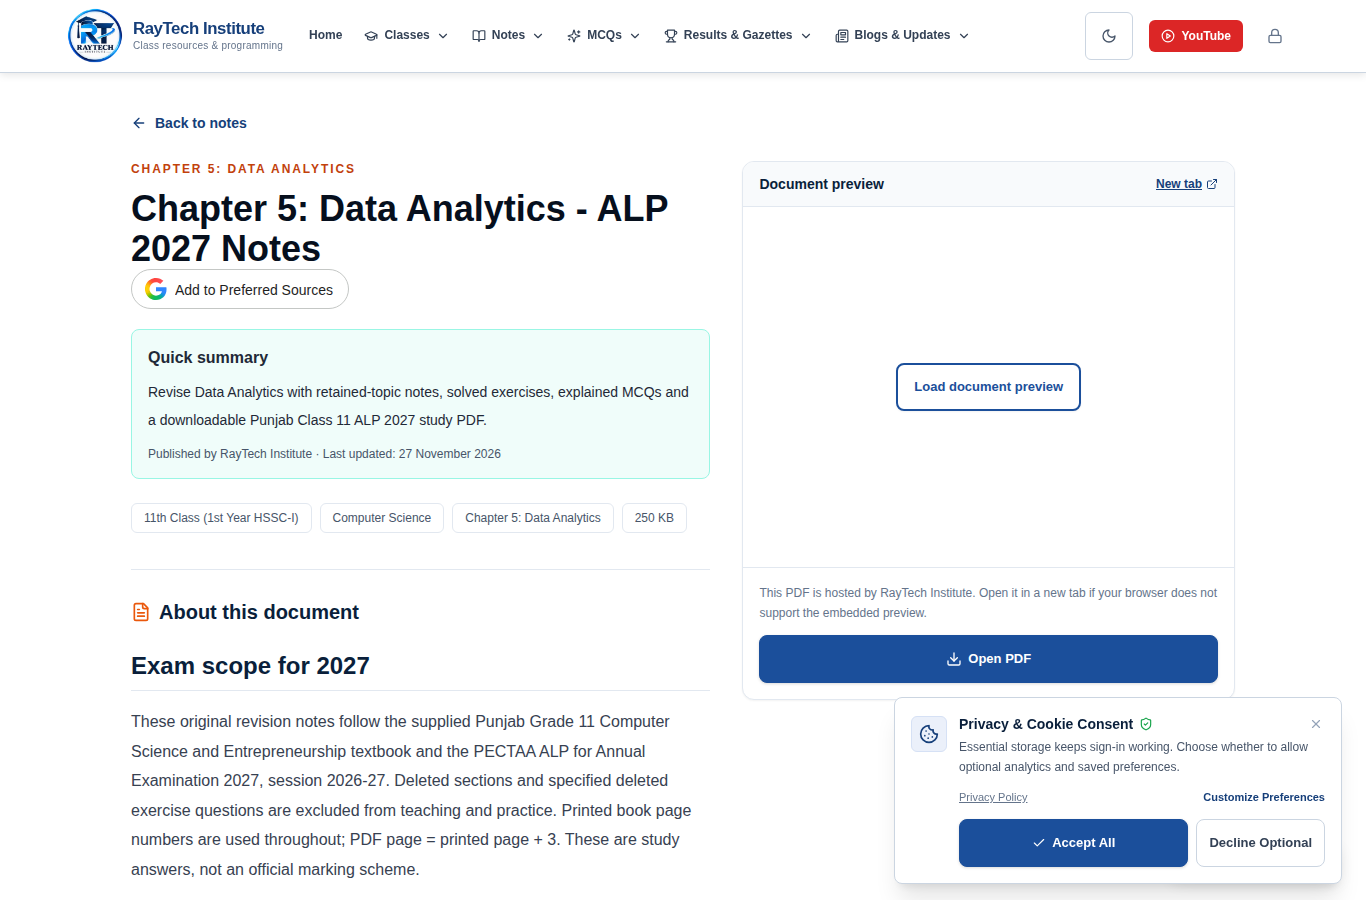 RT
RAYTECH
RayTech Institute
Class resources & programming
Home
Classes
Notes
MCQs
Results & Gazettes
Blogs & Updates
YouTube
Back to notes
CHAPTER 5: DATA ANALYTICS
Chapter 5: Data Analytics - ALP
2027 Notes
Add to Preferred Sources
Quick summary
Revise Data Analytics with retained-topic notes, solved exercises, explained MCQs and
a downloadable Punjab Class 11 ALP 2027 study PDF.
Published by RayTech Institute · Last updated: 27 November 2026
11th Class (1st Year HSSC-I)
Computer Science
Chapter 5: Data Analytics
250 KB
About this document
Exam scope for 2027
These original revision notes follow the supplied Punjab Grade 11 Computer
Science and Entrepreneurship textbook and the PECTAA ALP for Annual
Examination 2027, session 2026-27. Deleted sections and specified deleted
exercise questions are excluded from teaching and practice. Printed book page
numbers are used throughout; PDF page = printed page + 3. These are study
answers, not an official marking scheme.
Document preview
New tab
Load document preview
This PDF is hosted by RayTech Institute. Open it in a new tab if your browser does not
support the embedded preview.
Open PDF
Privacy & Cookie Consent
Essential storage keeps sign-in working. Choose whether to allow
optional analytics and saved preferences.
Privacy Policy
Customize Preferences
Accept All
Decline Optional